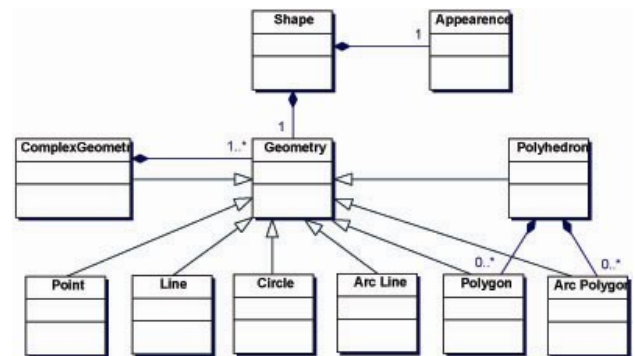 Shape
Appearence
1
1
ComplexGeometr
1..*
Geometry
Polyhedron
0..*
0..*
Point
Line
Circle
Arc Line
Polygon
Arc Polygon